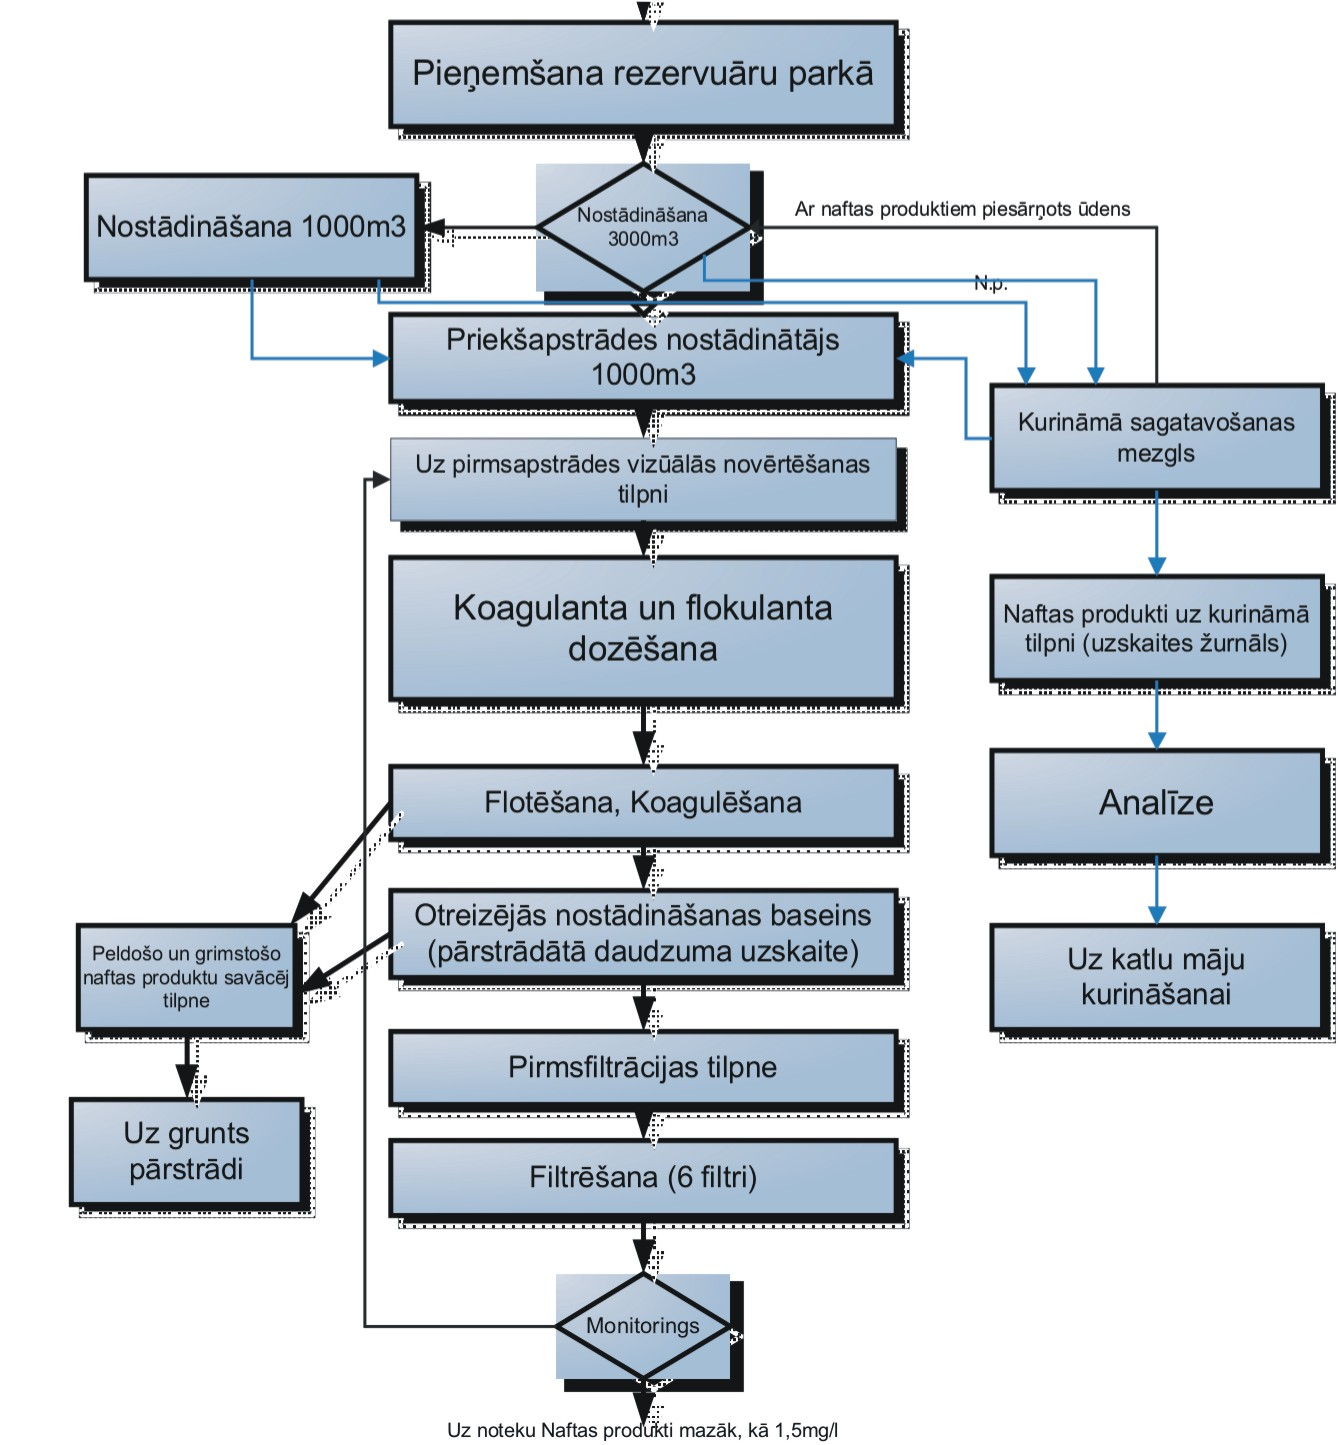 Pieņemšana rezervuāru parkā
Nostādināšana 1000m3
Nostādināšana
3000m3
Ar naftas produktiem piesārņots ūdens
N.p.
Priekšapstrādes nostādinātājs
1000m3
Kurināmā sagatavošanas
mezgls
Uz pirmsapstrādes vizūālās novērtēšanas
tilpni
Koagulanta un flokulanta
dozēšana
Naftas produkti uz kurināmā
tilpni (uzskaites žurnāls)
Flotēšana, Koagulēšana
Analīze
Otreizējās nostādināšanas baseins
(pārstrādātā daudzuma uzskaite)
Peldošo un grimstošo
naftas produktu savācēj
tilpne
Uz katlu māju
kurināšanai
Pirmsfiltrācijas tilpne
Uz grunts
pārstrādi
Filtrēšana (6 filtri)
Monitorings
Uz noteku Naftas produkti mazāk, kā 1,5mg/l